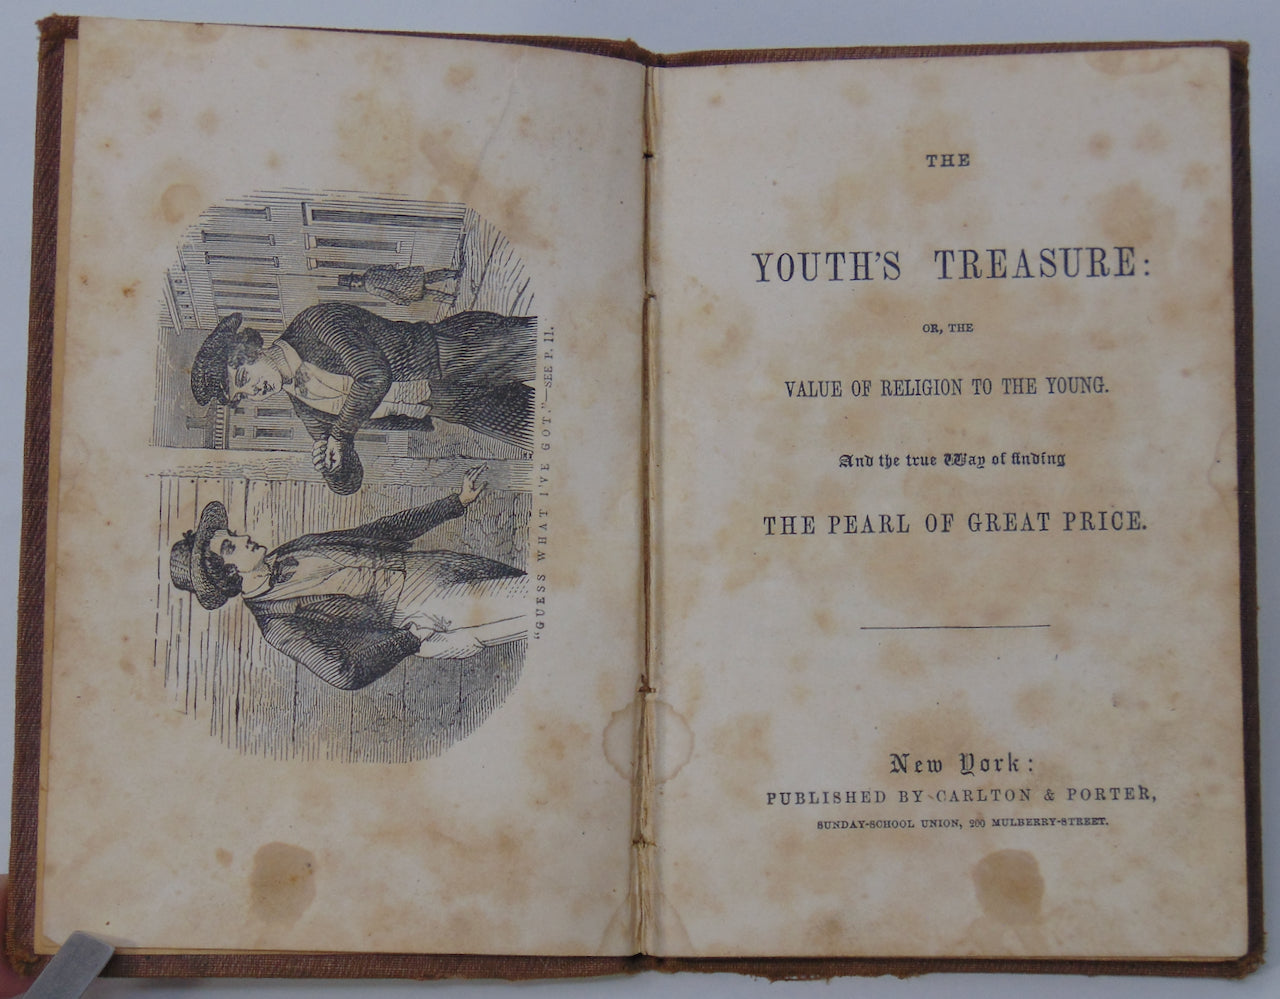 "GUESS WHAT I'VE GOT."—SEE P. 11.
THE
YOUTH'S TREASURE:
OR, THE
VALUE OF RELIGION TO THE YOUNG.
And the true Way of finding
THE PEARL OF GREAT PRICE.
New York:
PUBLISHED BY CARLTON & PORTER,
SUNDAY-SCHOOL UNION, 200 MULBERRY-STREET.